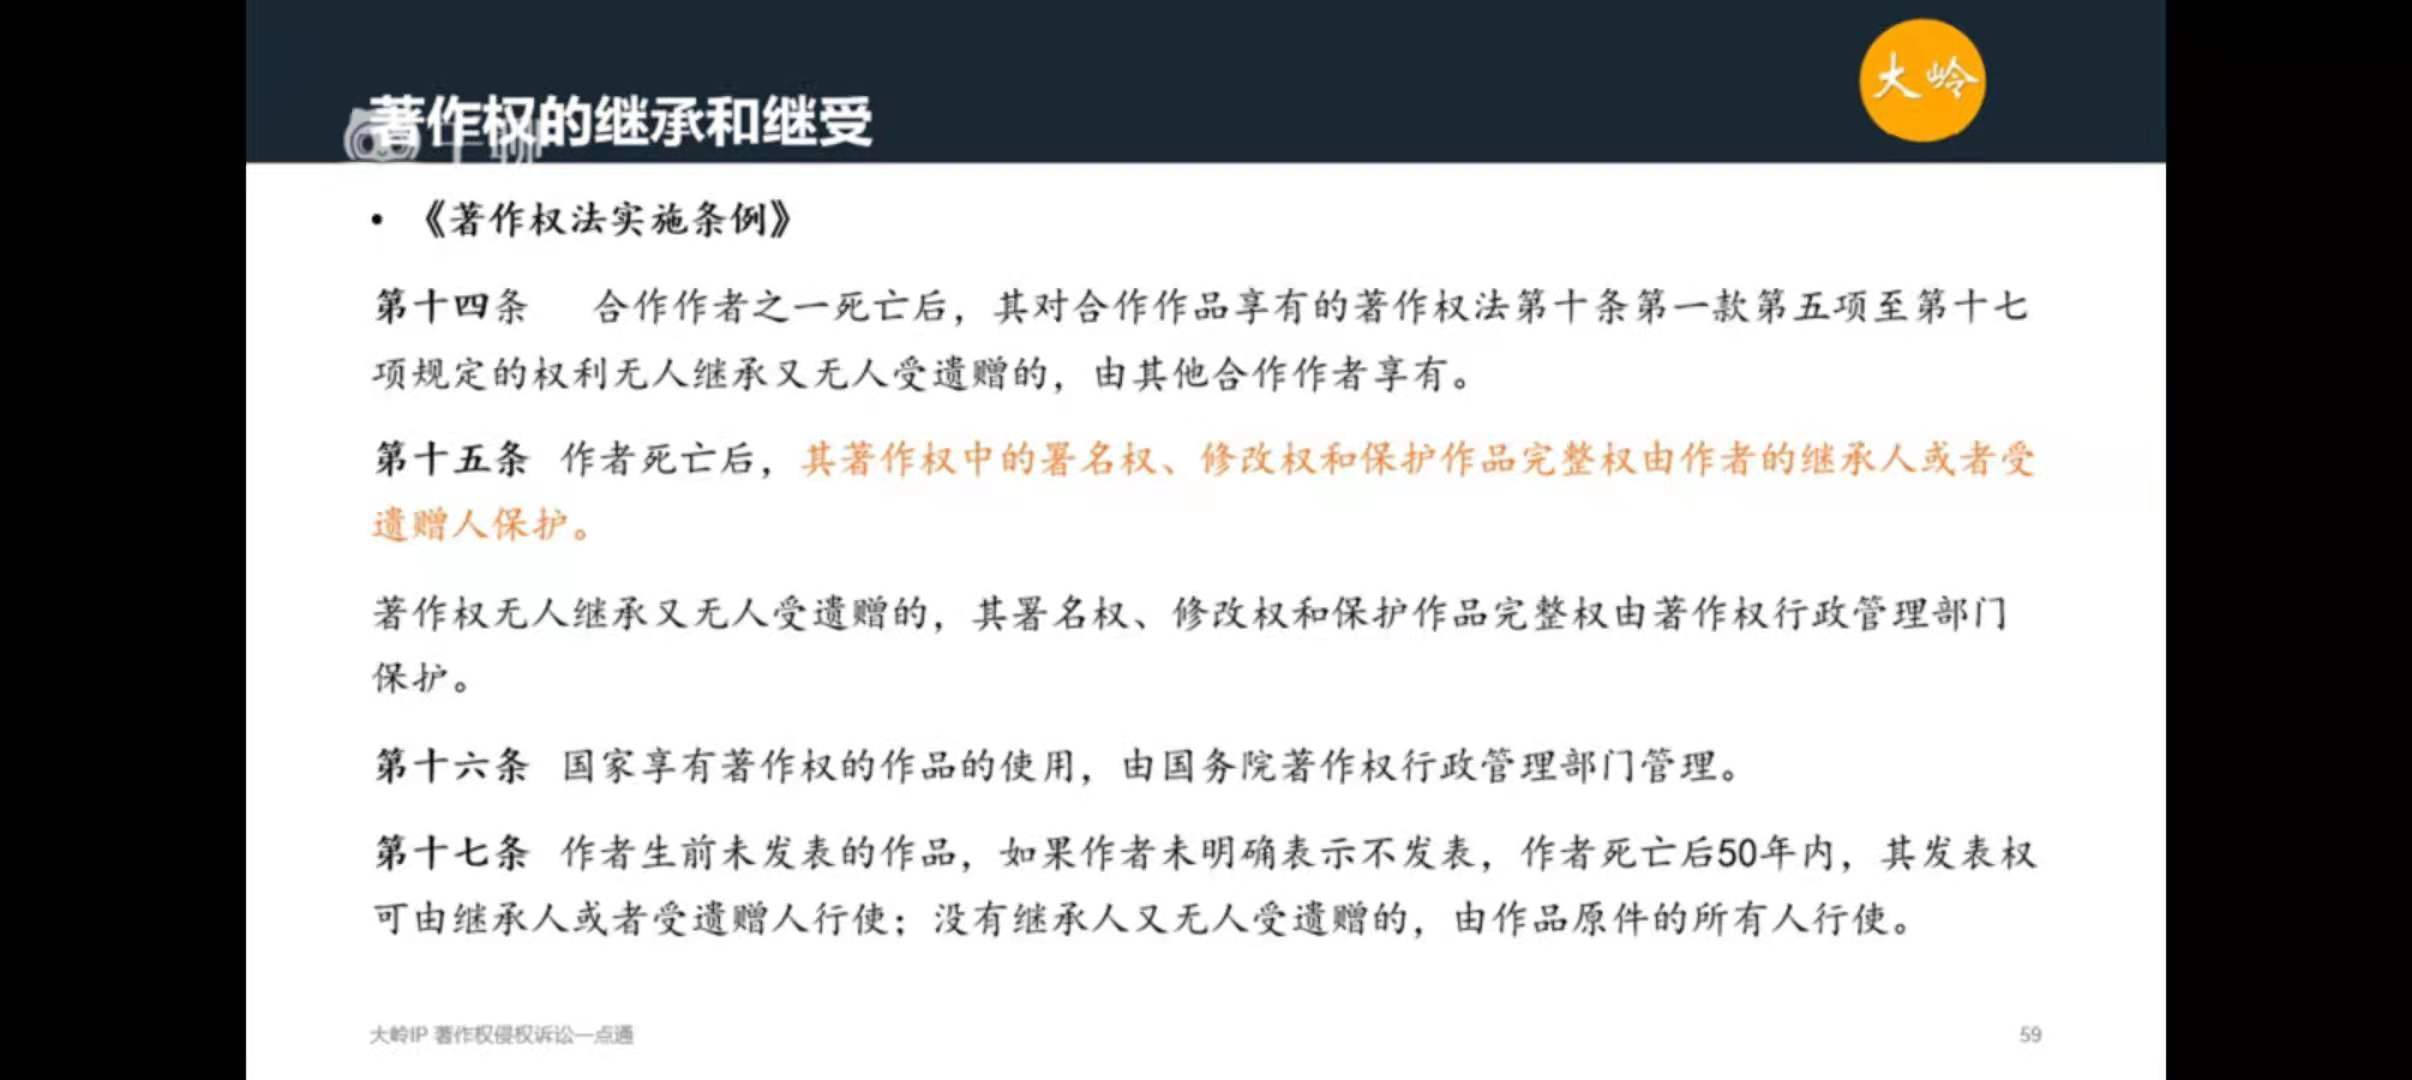 大岭
著作权的继承和继受
千聊
• 《著作权法实施条例》
第十四条 合作作者之一死亡后，其对合作作品享有的著作权法第十条第一款第五项至第十七
项规定的权利无人继承又无人受遗赠的，由其他合作作者享有。
第十五条 作者死亡后，其著作权中的署名权、修改权和保护作品完整权由作者的继承人或者受
遗赠人保护。
著作权无人继承又无人受遗赠的，其署名权、修改权和保护作品完整权由著作权行政管理部门
保护。
第十六条 国家享有著作权的作品的使用，由国务院著作权行政管理部门管理。
第十七条 作者生前未发表的作品，如果作者未明确表示不发表，作者死亡后50年内，其发表权
可由继承人或者受遗赠人行使；没有继承人又无人受遗赠的，由作品原件的所有人行使。
大岭IP 著作权侵权诉讼一点通
59